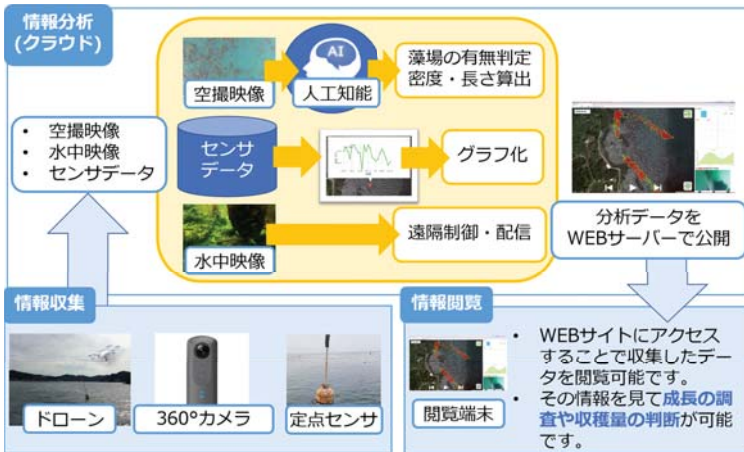 情報分析
(クラウド)
空撮映像
AI
人工知能
藻場の有無判定
密度・長さ算出
・ 空撮映像
・ 水中映像
・ センサデータ
センサ
データ
グラフ化
水中映像
遠隔制御・配信
分析データを
WEBサーバーで公開
情報収集
ドローン
360°カメラ
定点センサ
情報閲覧
閲覧端末
・ WEBサイトにアクセス
することで収集したデー
タを閲覧可能です。
・ その情報を見て成長の調
査や収穫量の判断が可能
です。